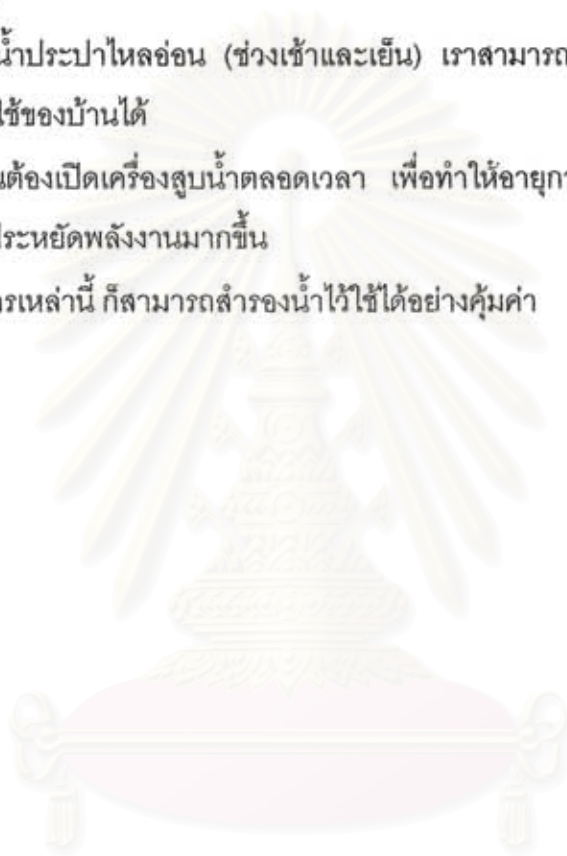 น้ำประปาไหลอ่อน (ช่วงเช้าและเย็น) เราสามารถ
ใช้ของบ้านได้
ต้องเปิดเครื่องสูบน้ำตลอดเวลา เพื่อทำให้อายุกา
ประหยัดพลังงานมากขึ้น
รเหล่านี้ ก็สามารถสำรองน้ำไว้ใช้ได้อย่างคุ้มค่า